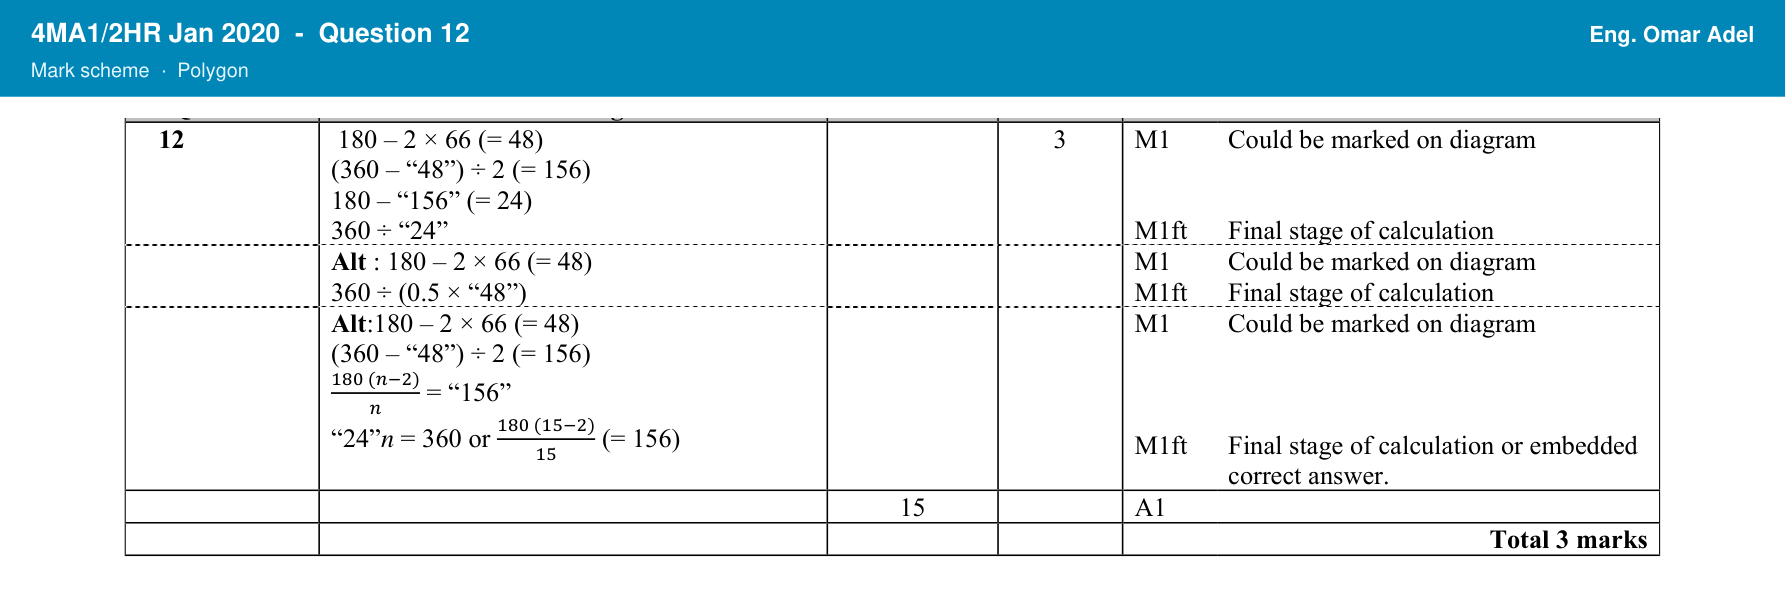 4MA1/2HR Jan 2020 - Question 12
Eng. Omar Adel
Mark scheme · Polygon
12 180 – 2 × 66 (= 48) 3 M1 Could be marked on diagram
(360 – “48”) ÷ 2 (= 156)
180 – “156” (= 24)
360 ÷ “24” M1ft Final stage of calculation
Alt : 180 – 2 × 66 (= 48) M1 Could be marked on diagram
360 ÷ (0.5 × “48”) M1ft Final stage of calculation
Alt:180 – 2 × 66 (= 48) M1 Could be marked on diagram
(360 – “48”) ÷ 2 (= 156)
180 (n−2)/n = “156”
“24”n = 360 or 180 (15−2)/15 (= 156) M1ft Final stage of calculation or embedded
correct answer.
15 A1
Total 3 marks